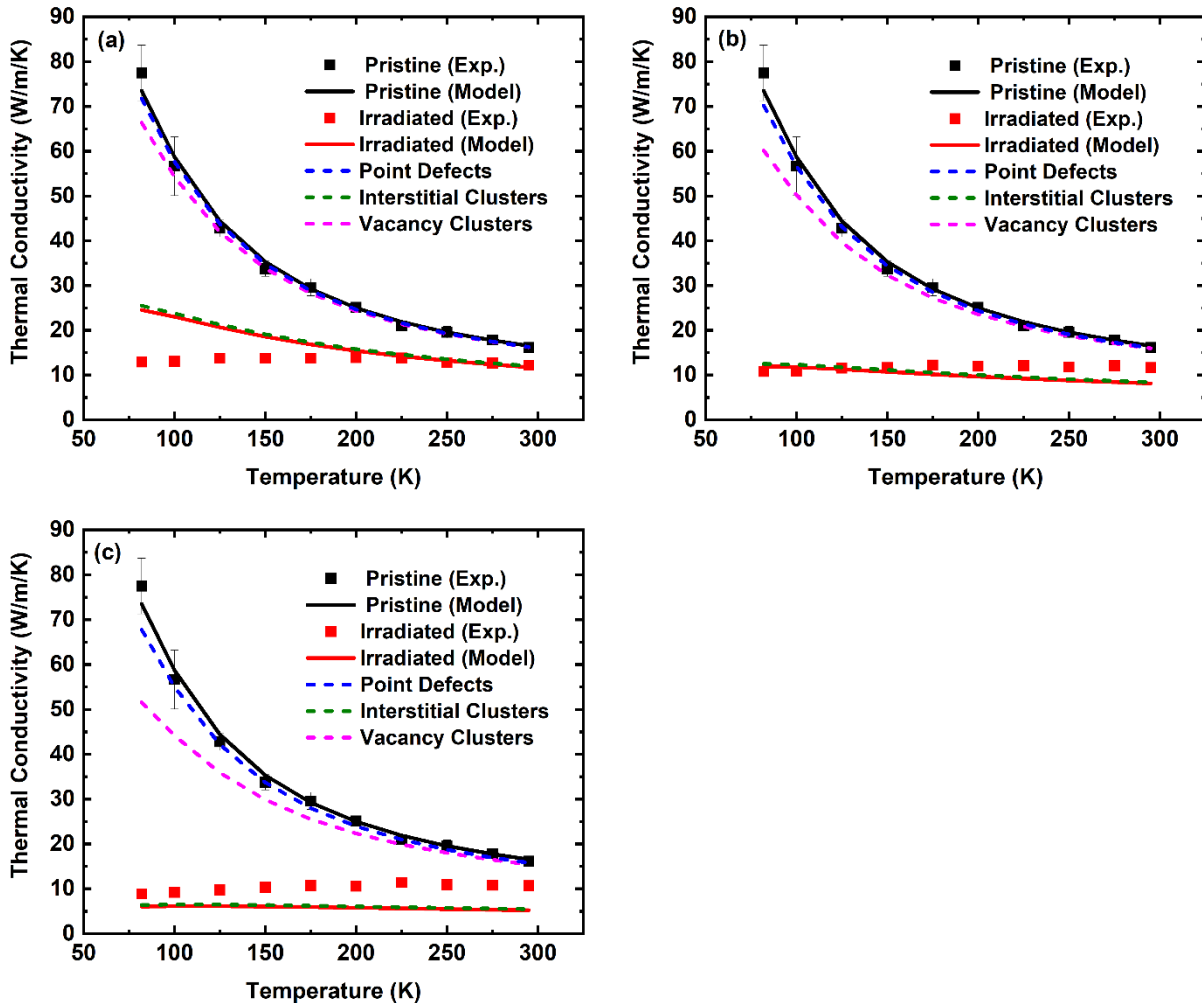 (a)
Thermal Conductivity (W/m/K)
90
80
70
60
50
40
30
20
10
0
Pristine (Exp.)
Pristine (Model)
Irradiated (Exp.)
Irradiated (Model)
Point Defects
Interstitial Clusters
Vacancy Clusters
50 100 150 200 250 300
Temperature (K)
(b)
Thermal Conductivity (W/m/K)
90
80
70
60
50
40
30
20
10
0
Pristine (Exp.)
Pristine (Model)
Irradiated (Exp.)
Irradiated (Model)
Point Defects
Interstitial Clusters
Vacancy Clusters
50 100 150 200 250 300
Temperature (K)
(c)
Thermal Conductivity (W/m/K)
90
80
70
60
50
40
30
20
10
0
Pristine (Exp.)
Pristine (Model)
Irradiated (Exp.)
Irradiated (Model)
Point Defects
Interstitial Clusters
Vacancy Clusters
50 100 150 200 250 300
Temperature (K)